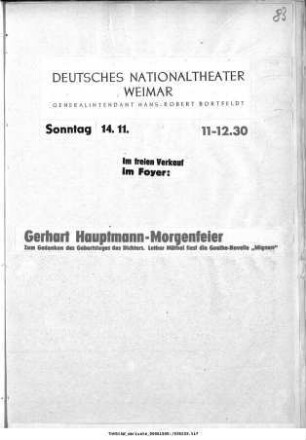 83
DEUTSCHES NATIONALTHEATER
WEIMAR
GENERALINTENDANT HANS-ROBERT BORTFELDT
Sonntag 14. 11. 11-12.30
Im freien Verkauf
im Foyer:
Gerhart Hauptmann-Morgenfeier
Zum Gedenken des Geburtstages des Dichters. Lothar Müthel liest die Goethe-Novelle „Mignon"